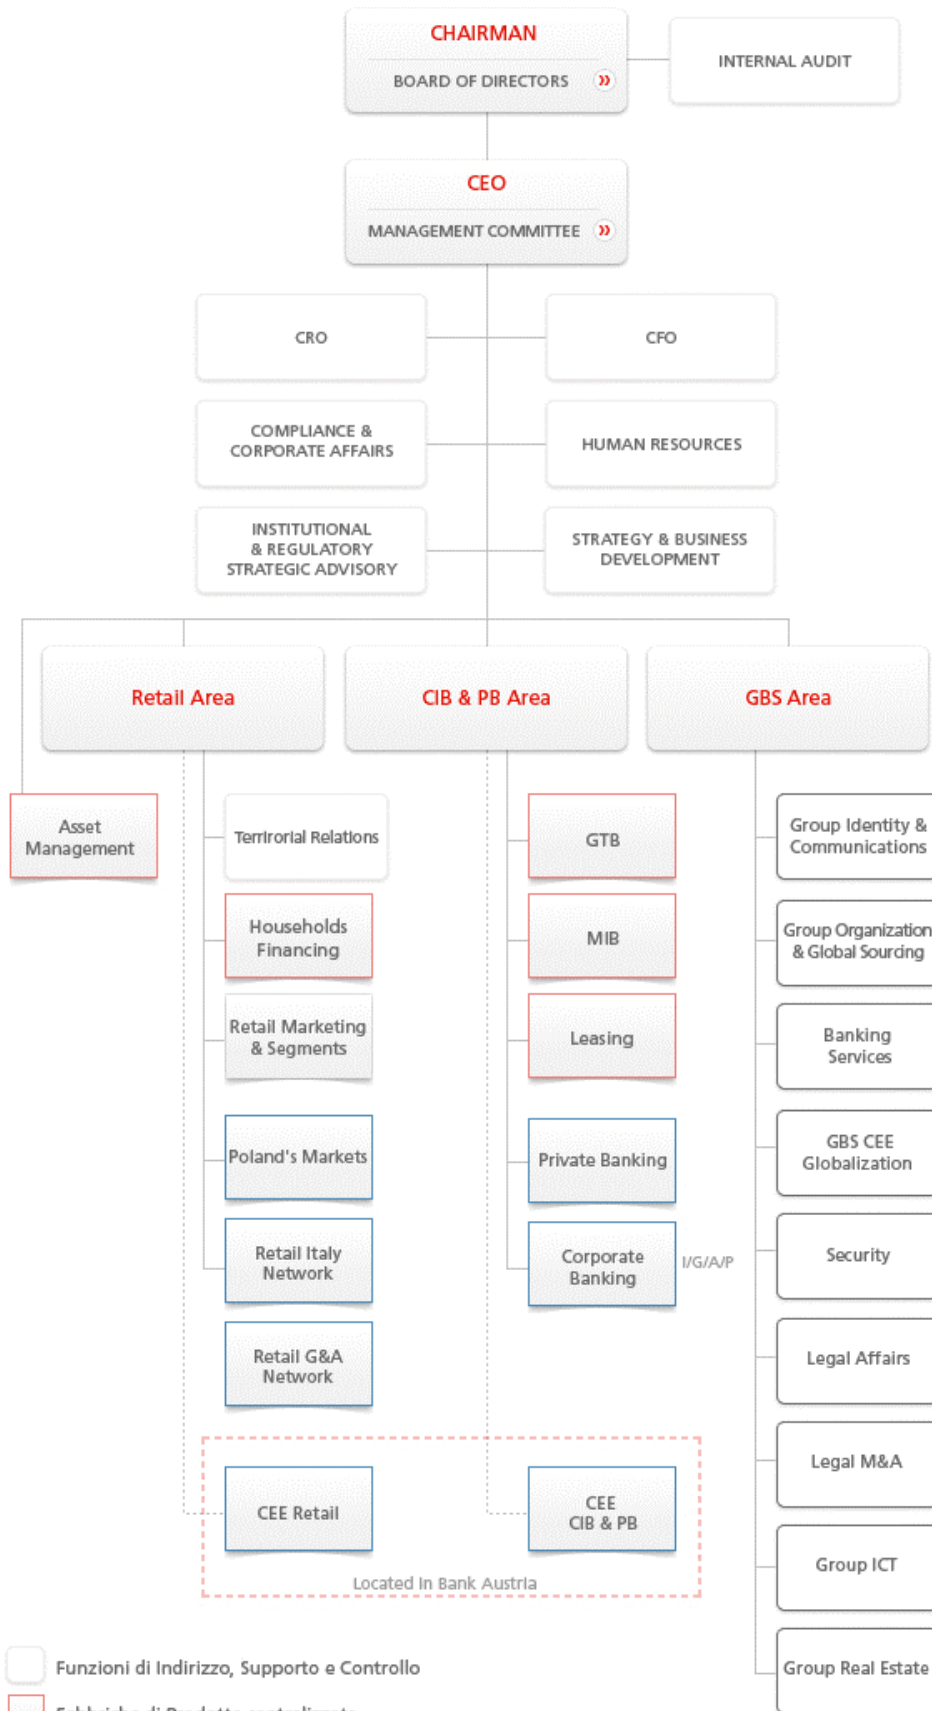 CHAIRMAN
BOARD OF DIRECTORS
INTERNAL AUDIT
CEO
MANAGEMENT COMMITTEE
CRO
CFO
COMPLIANCE &
CORPORATE AFFAIRS
HUMAN RESOURCES
INSTITUTIONAL
& REGULATORY
STRATEGIC ADVISORY
STRATEGY & BUSINESS
DEVELOPMENT
Retail Area
CIB & PB Area
GBS Area
Asset
Management
Terrirorial Relations
Households
Financing
Retail Marketing
& Segments
Poland's Markets
Retail Italy
Network
Retail G&A
Network
CEE Retail
GTB
MIB
Leasing
Private Banking
Corporate
Banking
I/G/A/P
CEE
CIB & PB
Located in Bank Austria
Group Identity &
Communications
Group Organization
& Global Sourcing
Banking
Services
GBS CEE
Globalization
Security
Legal Affairs
Legal M&A
Group ICT
Group Real Estate
Funzioni di Indirizzo, Supporto e Controllo